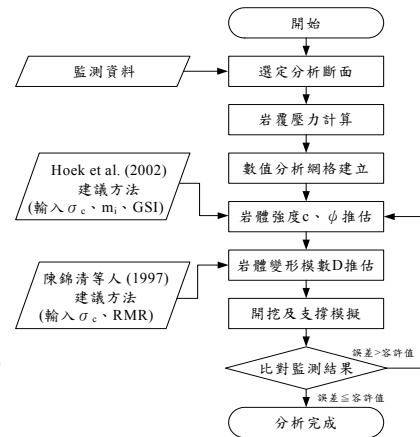 開始
監測資料
選定分析斷面
岩覆壓力計算
Hoek et al. (2002)
建議方法
(輸入σc、mi、GSI)
數值分析網格建立
岩體強度c、ψ推估
陳錦清等人(1997)
建議方法
(輸入σc、RMR)
岩體變形模數D推估
開挖及支撐模擬
比對監測結果
誤差>容許值
誤差≦容許值
分析完成